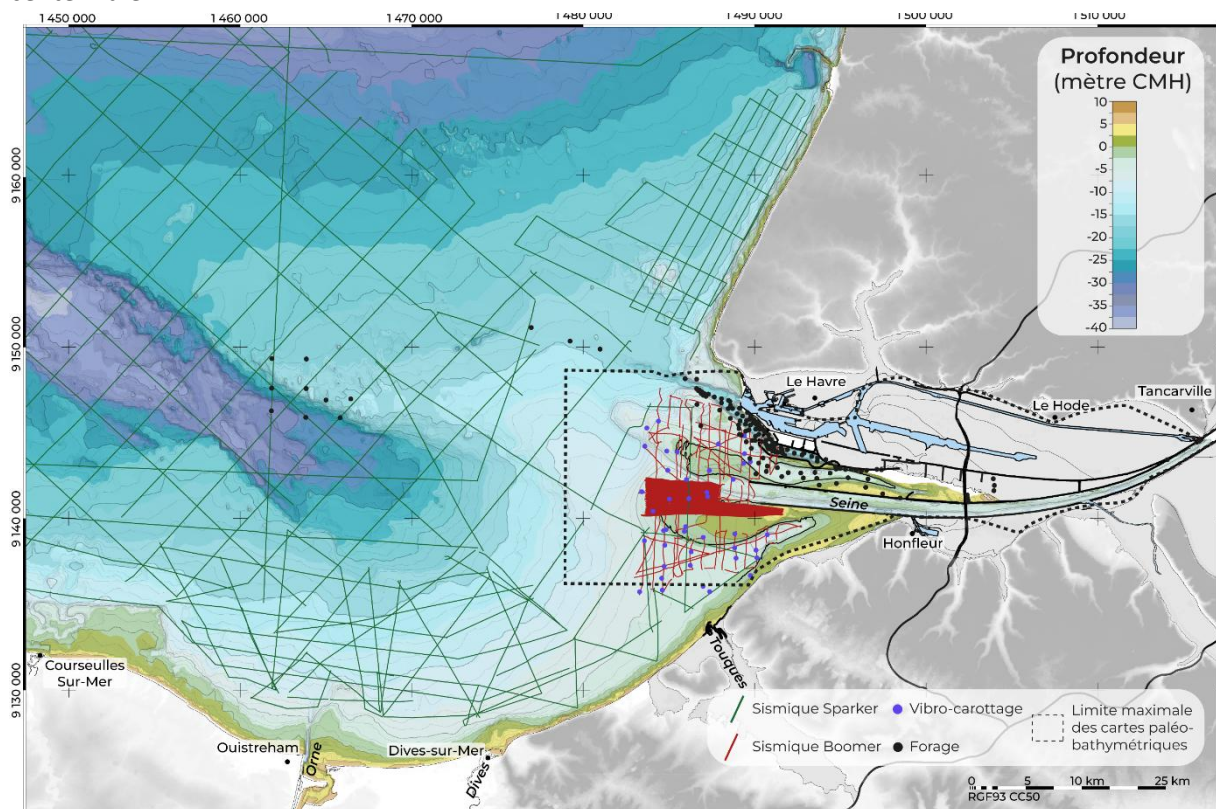 1 450 000
1 460 000
1 470 000
1 480 000
1 490 000
1 500 000
1 510 000
Profondeur
(mètre CMH)
10
5
0
-5
-10
-15
-20
-25
-30
-35
-40
9 160 000
9 150 000
9 140 000
9 130 000
Le Havre
Tancarville
Le Hode
Seine
Honfleur
Touques
Courseulles
Sur-Mer
Ouistreham
Orne
Dives-sur-Mer
Dives
Sismique Sparker
Vibro-carottage
Limite maximale
des cartes paléo-
bathymétriques
Sismique Boomer
Forage
0 5 10 km 25 km
RGF93 CC50